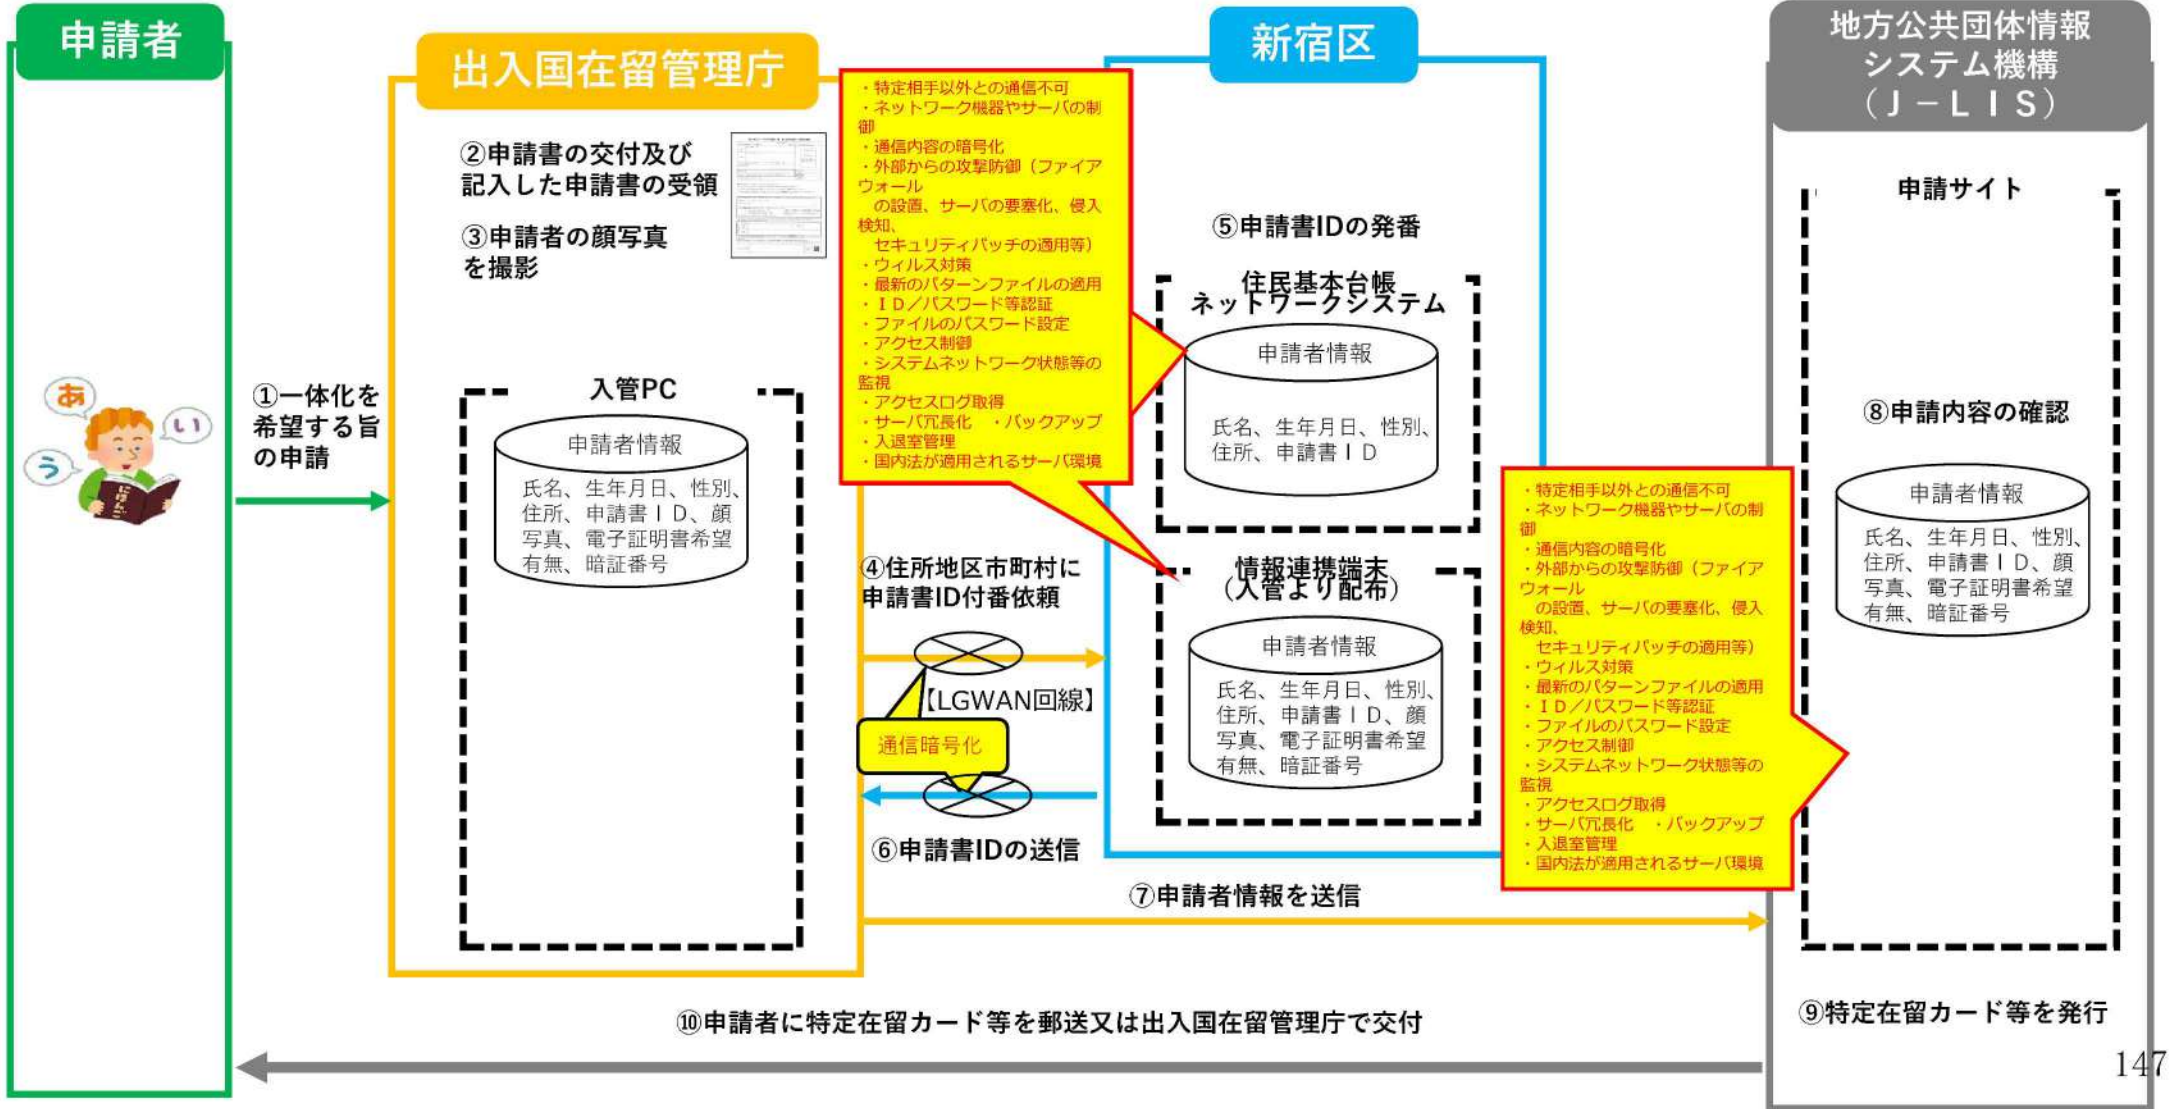 申請者
あ
い
う
にほんご
①一体化を
希望する旨
の申請
出入国在留管理庁
②申請書の交付及び
記入した申請書の受領
③申請者の顔写真
を撮影
入管PC
申請者情報
氏名、生年月日、性別、
住所、申請書ＩＤ、顔
写真、電子証明書希望
有無、暗証番号
・特定相手以外との通信不可
・ネットワーク機器やサーバの制
御
・通信内容の暗号化
・外部からの攻撃防御（ファイア
ウォール
の設置、サーバの要塞化、侵入
検知、
セキュリティパッチの適用等）
・ウィルス対策
・最新のパターンファイルの適用
・ＩＤ／パスワード等認証
・ファイルのパスワード設定
・アクセス制御
・システムネットワーク状態等の
監視
・アクセスログ取得
・サーバ冗長化　・バックアップ
・入退室管理
・国内法が適用されるサーバ環境
④住所地区市町村に
申請書ID付番依頼
【LGWAN回線】
通信暗号化
⑥申請書IDの送信
新宿区
⑤申請書IDの発番
住民基本台帳
ネットワークシステム
申請者情報
氏名、生年月日、性別、
住所、申請書ＩＤ
情報連携端末
（入管より配布）
申請者情報
氏名、生年月日、性別、
住所、申請書ＩＤ、顔
写真、電子証明書希望
有無、暗証番号
・特定相手以外との通信不可
・ネットワーク機器やサーバの制
御
・通信内容の暗号化
・外部からの攻撃防御（ファイア
ウォール
の設置、サーバの要塞化、侵入
検知、
セキュリティパッチの適用等）
・ウィルス対策
・最新のパターンファイルの適用
・ＩＤ／パスワード等認証
・ファイルのパスワード設定
・アクセス制御
・システムネットワーク状態等の
監視
・アクセスログ取得
・サーバ冗長化　・バックアップ
・入退室管理
・国内法が適用されるサーバ環境
⑦申請者情報を送信
地方公共団体情報
システム機構
（Ｊ－ＬＩＳ）
申請サイト
⑧申請内容の確認
申請者情報
氏名、生年月日、性別、
住所、申請書ＩＤ、顔
写真、電子証明書希望
有無、暗証番号
⑨特定在留カード等を発行
⑩申請者に特定在留カード等を郵送又は出入国在留管理庁で交付
147